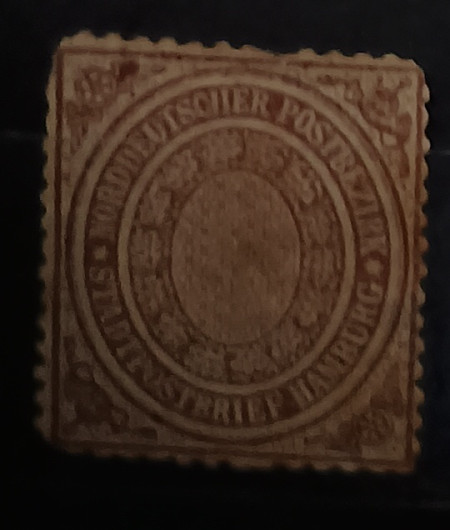 NORDDEUTSCHER POSTBEZIRK
STADTPOSTBRIEF HAMBURG